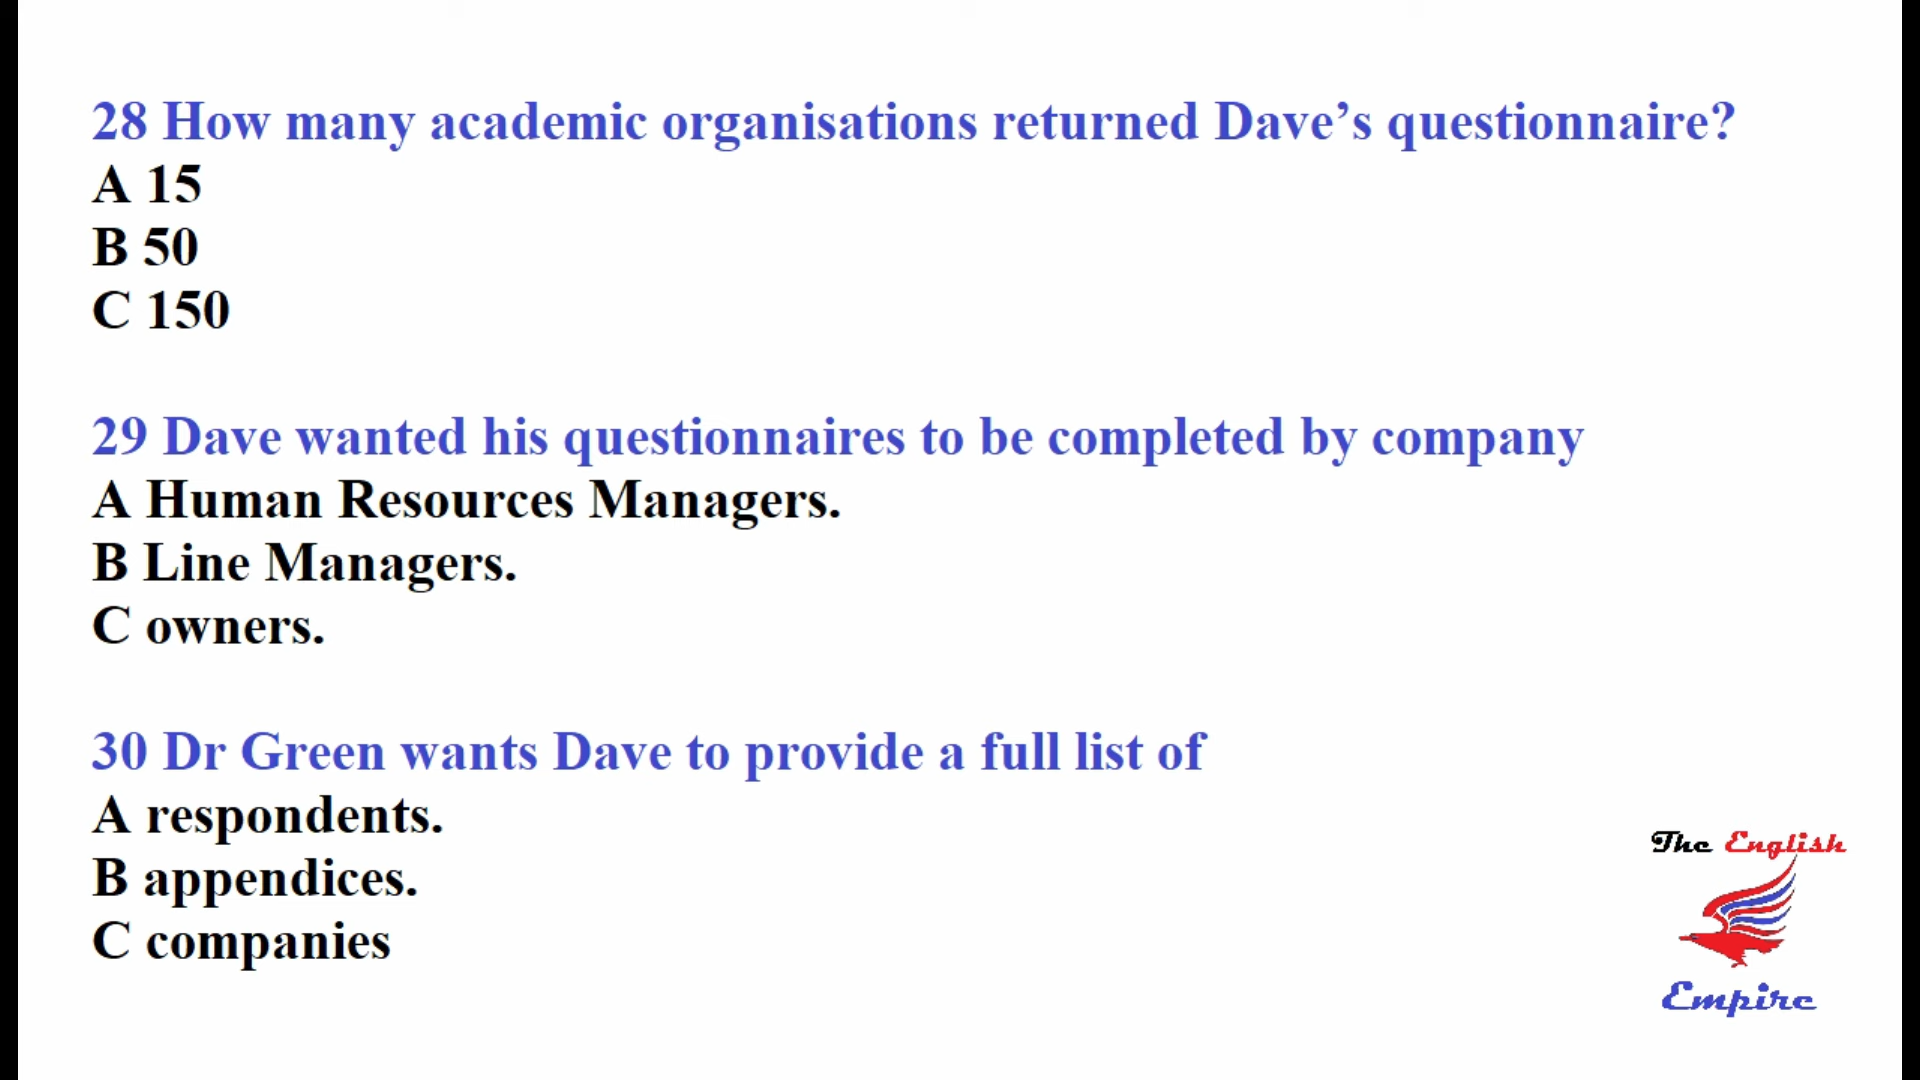 28 How many academic organisations returned Dave’s questionnaire?
A 15
B 50
C 150
29 Dave wanted his questionnaires to be completed by company
A Human Resources Managers.
B Line Managers.
C owners.
30 Dr Green wants Dave to provide a full list of
A respondents.
B appendices.
C companies
The English
Empire